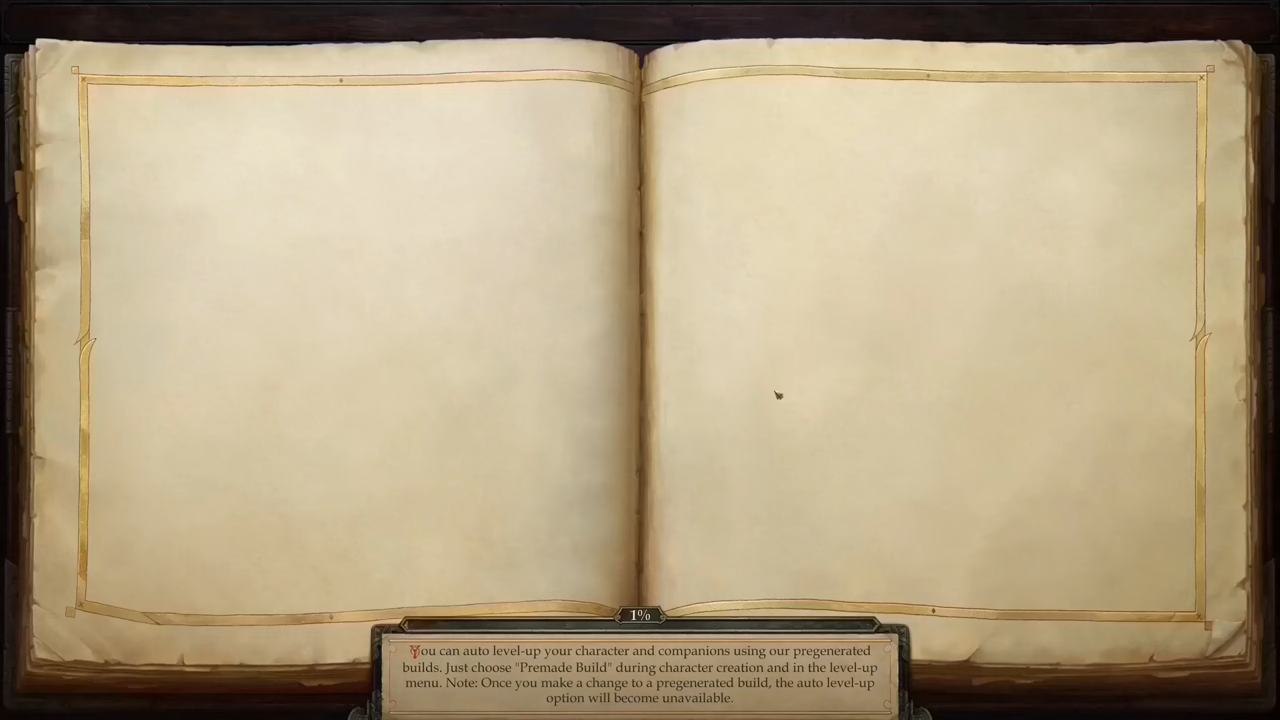 1%
You can auto level-up your character and companions using our pregenerated
builds. Just choose "Premade Build" during character creation and in the level-up
menu. Note: Once you make a change to a pregenerated build, the auto level-up
option will become unavailable.